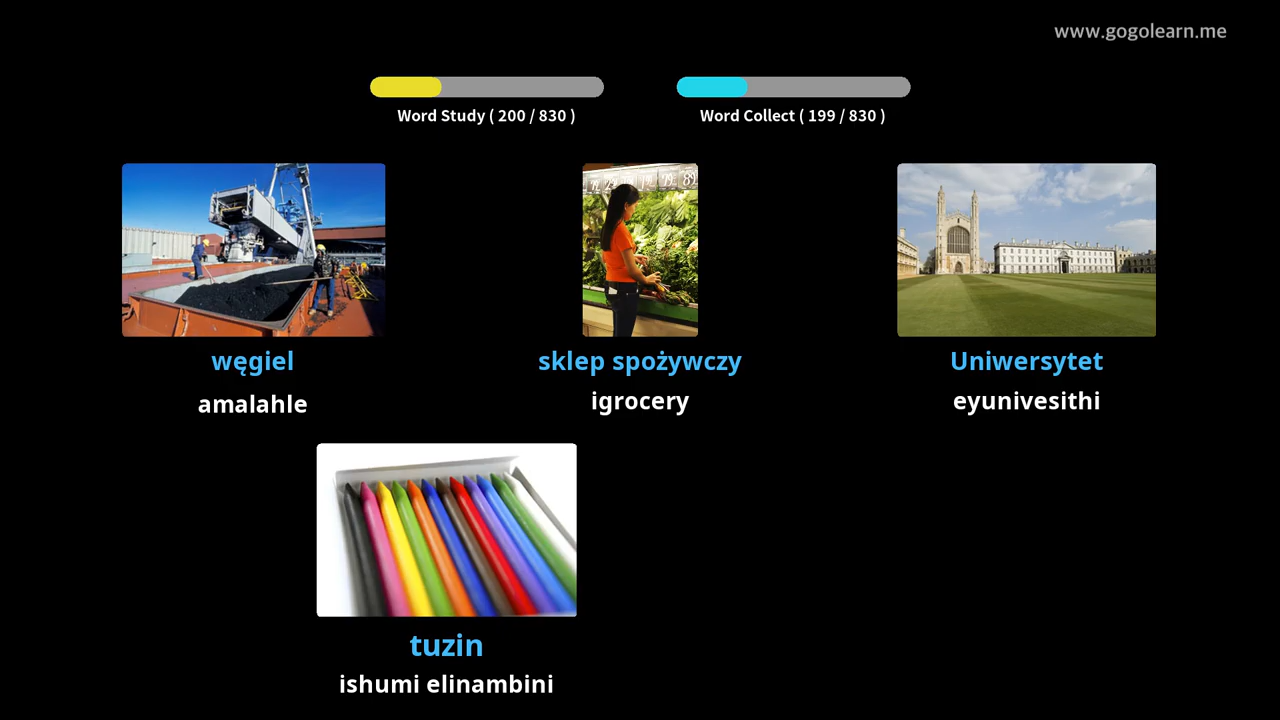 www.gogolearn.me
Word Study ( 200 / 830 )
Word Collect ( 199 / 830 )
węgiel
amalahle
sklep spożywczy
igrocery
Uniwersytet
eyunivesithi
tuzin
ishumi elinambini